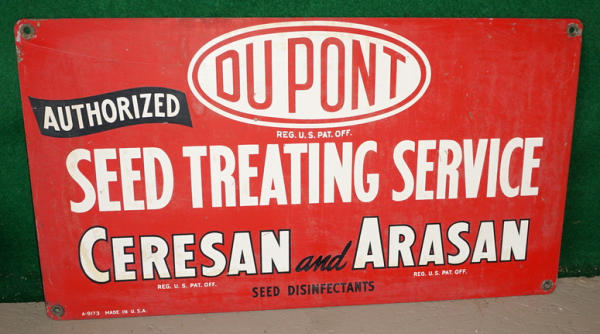 DU PONT
REG. U.S. PAT. OFF.
AUTHORIZED
SEED TREATING SERVICE
CERESAN and ARASAN
REG. U.S. PAT. OFF. REG. U.S. PAT. OFF.
SEED DISINFECTANTS
A-9173 MADE IN U.S.A.